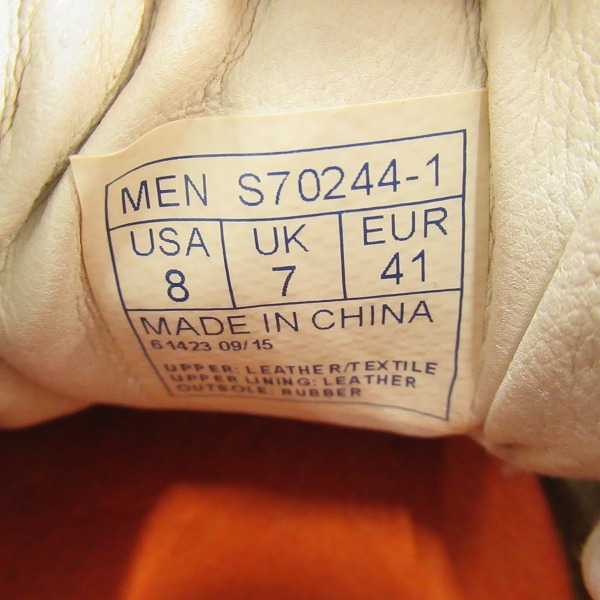 MEN S70244-1
USA UK EUR
8 7 41
MADE IN CHINA
61423 09/15
UPPER: LEATHER/TEXTILE
UPPER LINING: LEATHER
OUTSOLE: RUBBER